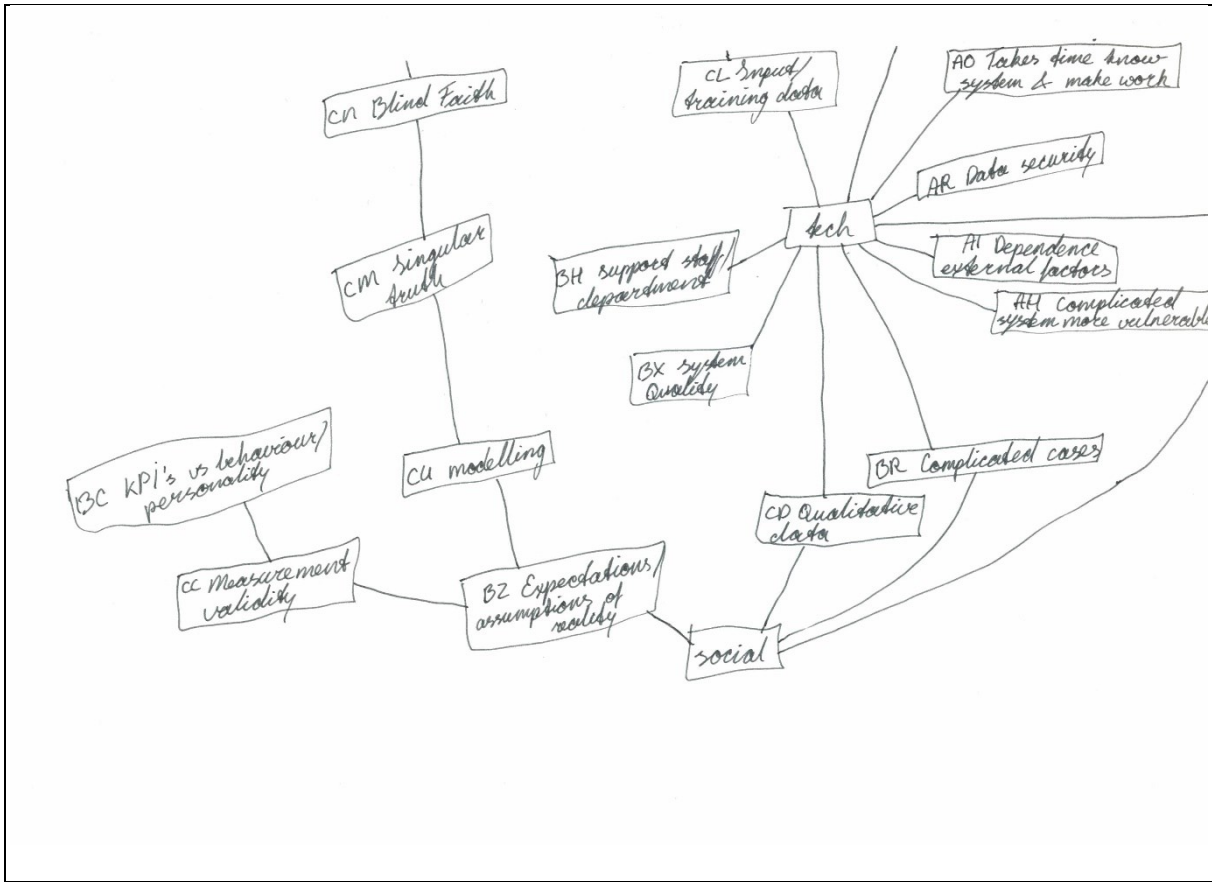 CL Input/
training data
AO Takes time know
system & make work
CN Blind Faith
AR Data security
tech
CM Singular
truth
BH support staff/
department
AI Dependence
external factors
AH Complicated
system more vulnerable
BX system
Quality
BC KPI's vs behaviour/
personality
CU modelling
BR Complicated cases
CD Qualitative
data
CC Measurement
validity
BZ Expectations/
assumptions of
reality
social